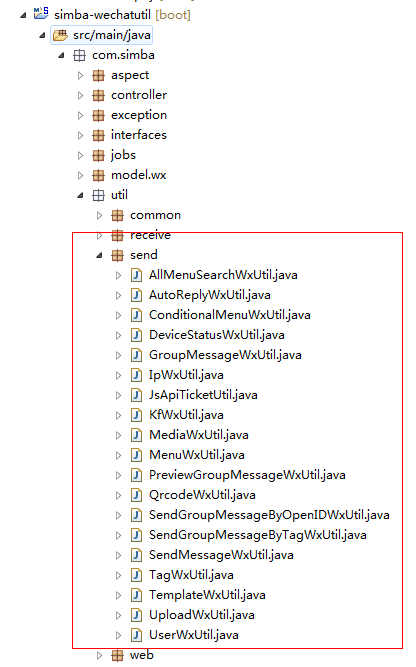 simba-wechatutil [boot]
src/main/java
com.simba
aspect
controller
exception
interfaces
jobs
model.wx
util
common
receive
send
AllMenuSearchWxUtil.java
AutoReplyWxUtil.java
ConditionalMenuWxUtil.java
DeviceStatusWxUtil.java
GroupMessageWxUtil.java
IpWxUtil.java
JsApiTicketUtil.java
KfWxUtil.java
MediaWxUtil.java
MenuWxUtil.java
PreviewGroupMessageWxUtil.java
QrcodeWxUtil.java
SendGroupMessageByOpenIDWxUtil.java
SendGroupMessageByTagWxUtil.java
SendMessageWxUtil.java
TagWxUtil.java
TemplateWxUtil.java
UploadWxUtil.java
UserWxUtil.java
web